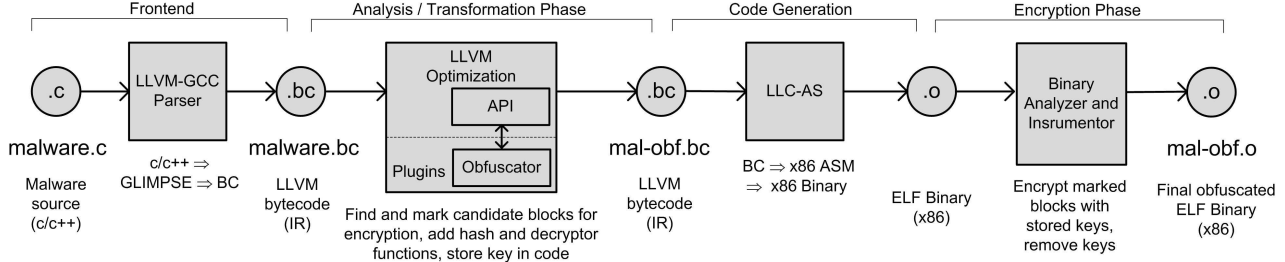 Frontend
Analysis / Transformation Phase
Code Generation
Encryption Phase
.c
LLVM-GCC
Parser
.bc
LLVM
Optimization
API
Plugins
Obfuscator
.bc
LLC-AS
.o
Binary
Analyzer and
Insrumentor
.o
malware.c
c/c++ ⇒
GLIMPSE ⇒ BC
malware.bc
mal-obf.bc
BC ⇒ x86 ASM
⇒ x86 Binary
mal-obf.o
Malware
source
(c/c++)
LLVM
bytecode
(IR)
Find and mark candidate blocks for
encryption, add hash and decryptor
functions, store key in code
LLVM
bytecode
(IR)
ELF Binary
(x86)
Encrypt marked
blocks with
stored keys,
remove keys
Final obfuscated
ELF Binary
(x86)